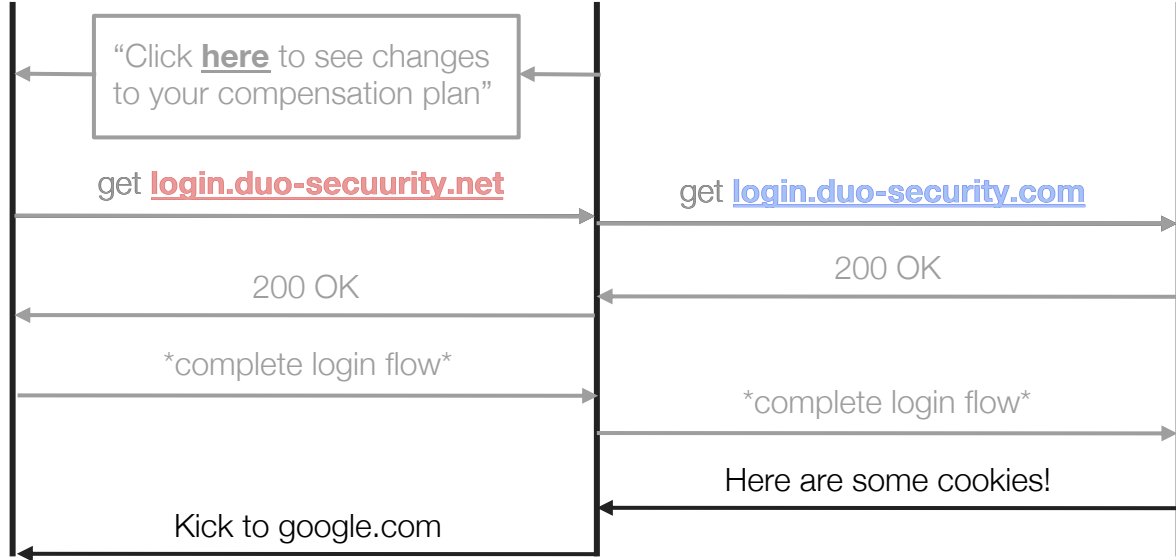 “Click here to see changes
to your compensation plan”
get login.duo-secuurity.net
get login.duo-security.com
200 OK
200 OK
*complete login flow*
*complete login flow*
Here are some cookies!
Kick to google.com